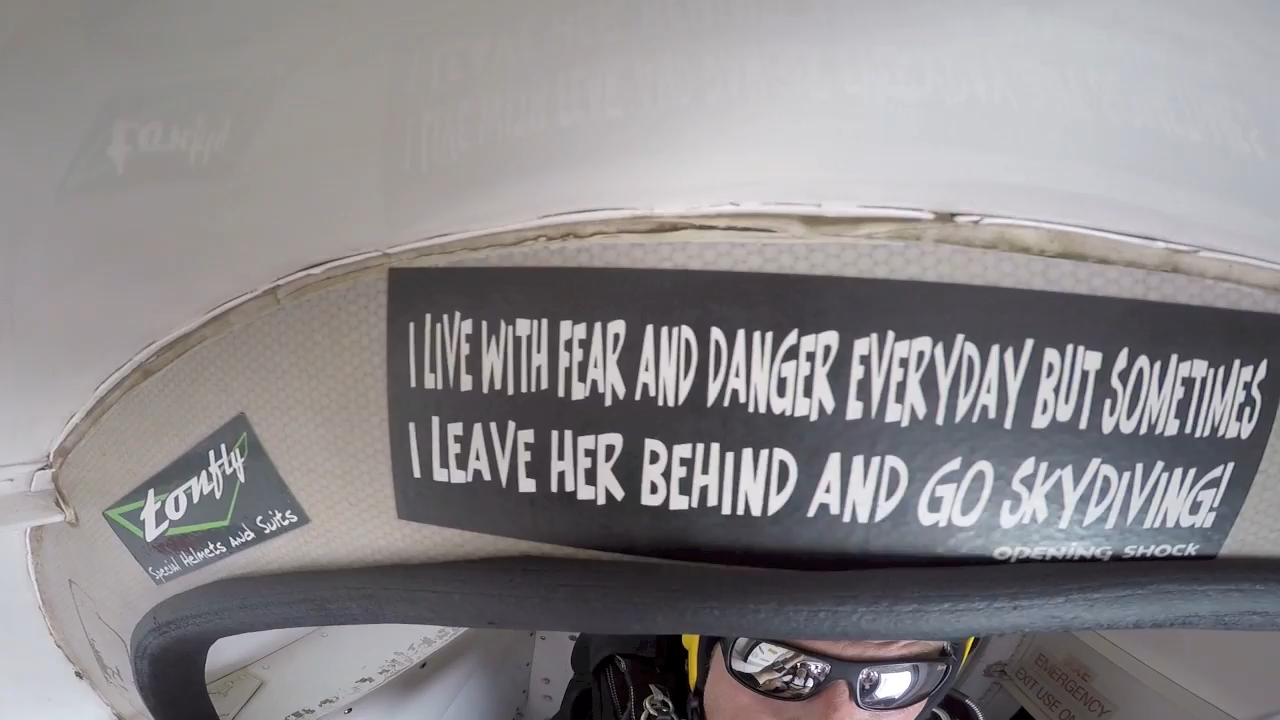 I LIVE WITH FEAR AND DANGER EVERYDAY BUT SOMETIMES
I LEAVE HER BEHIND AND GO SKYDIVING!
OPENING SHOCK
tonfly
Special Helmets and Suits
EMERGENCY
EXIT USE